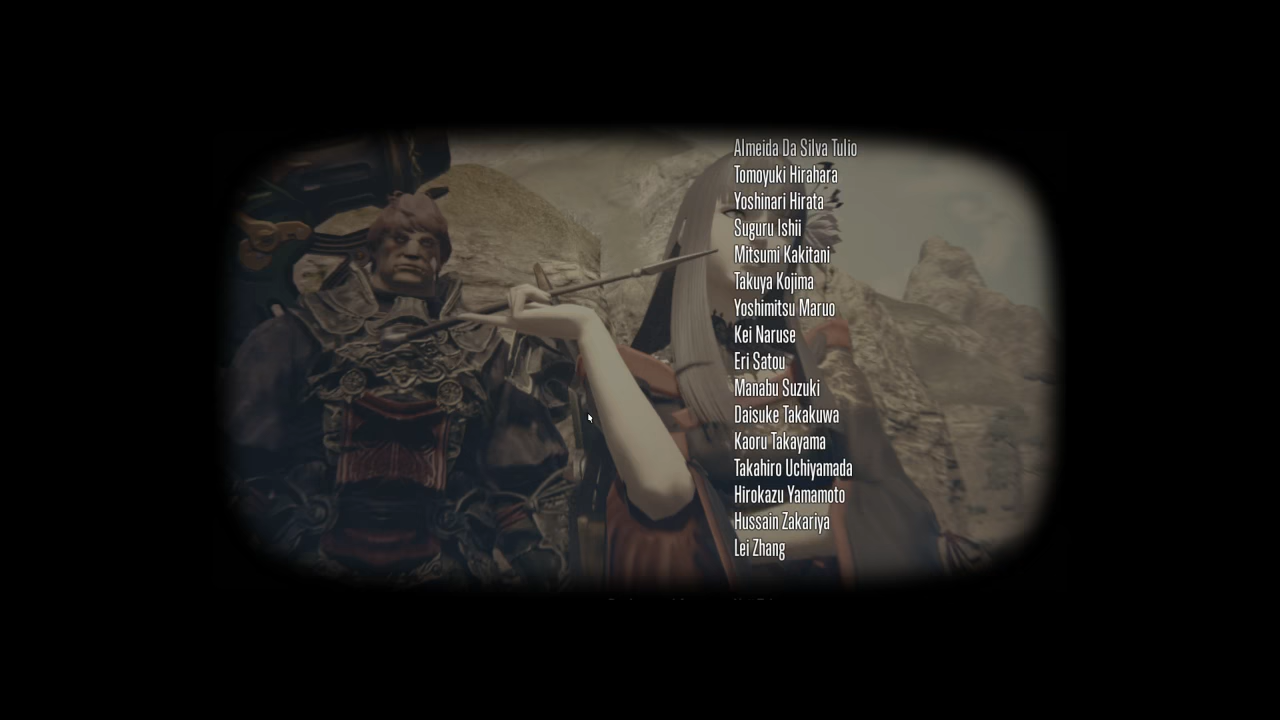 Almeida Da Silva Tulio
Tomoyuki Hirahara
Yoshinari Hirata
Suguru Ishii
Mitsumi Kakitani
Takuya Kojima
Yoshimitsu Maruo
Kei Naruse
Eri Satou
Manabu Suzuki
Daisuke Takakuwa
Kaoru Takayama
Takahiro Uchiyamada
Hirokazu Yamamoto
Hussain Zakariya
Lei Zhang